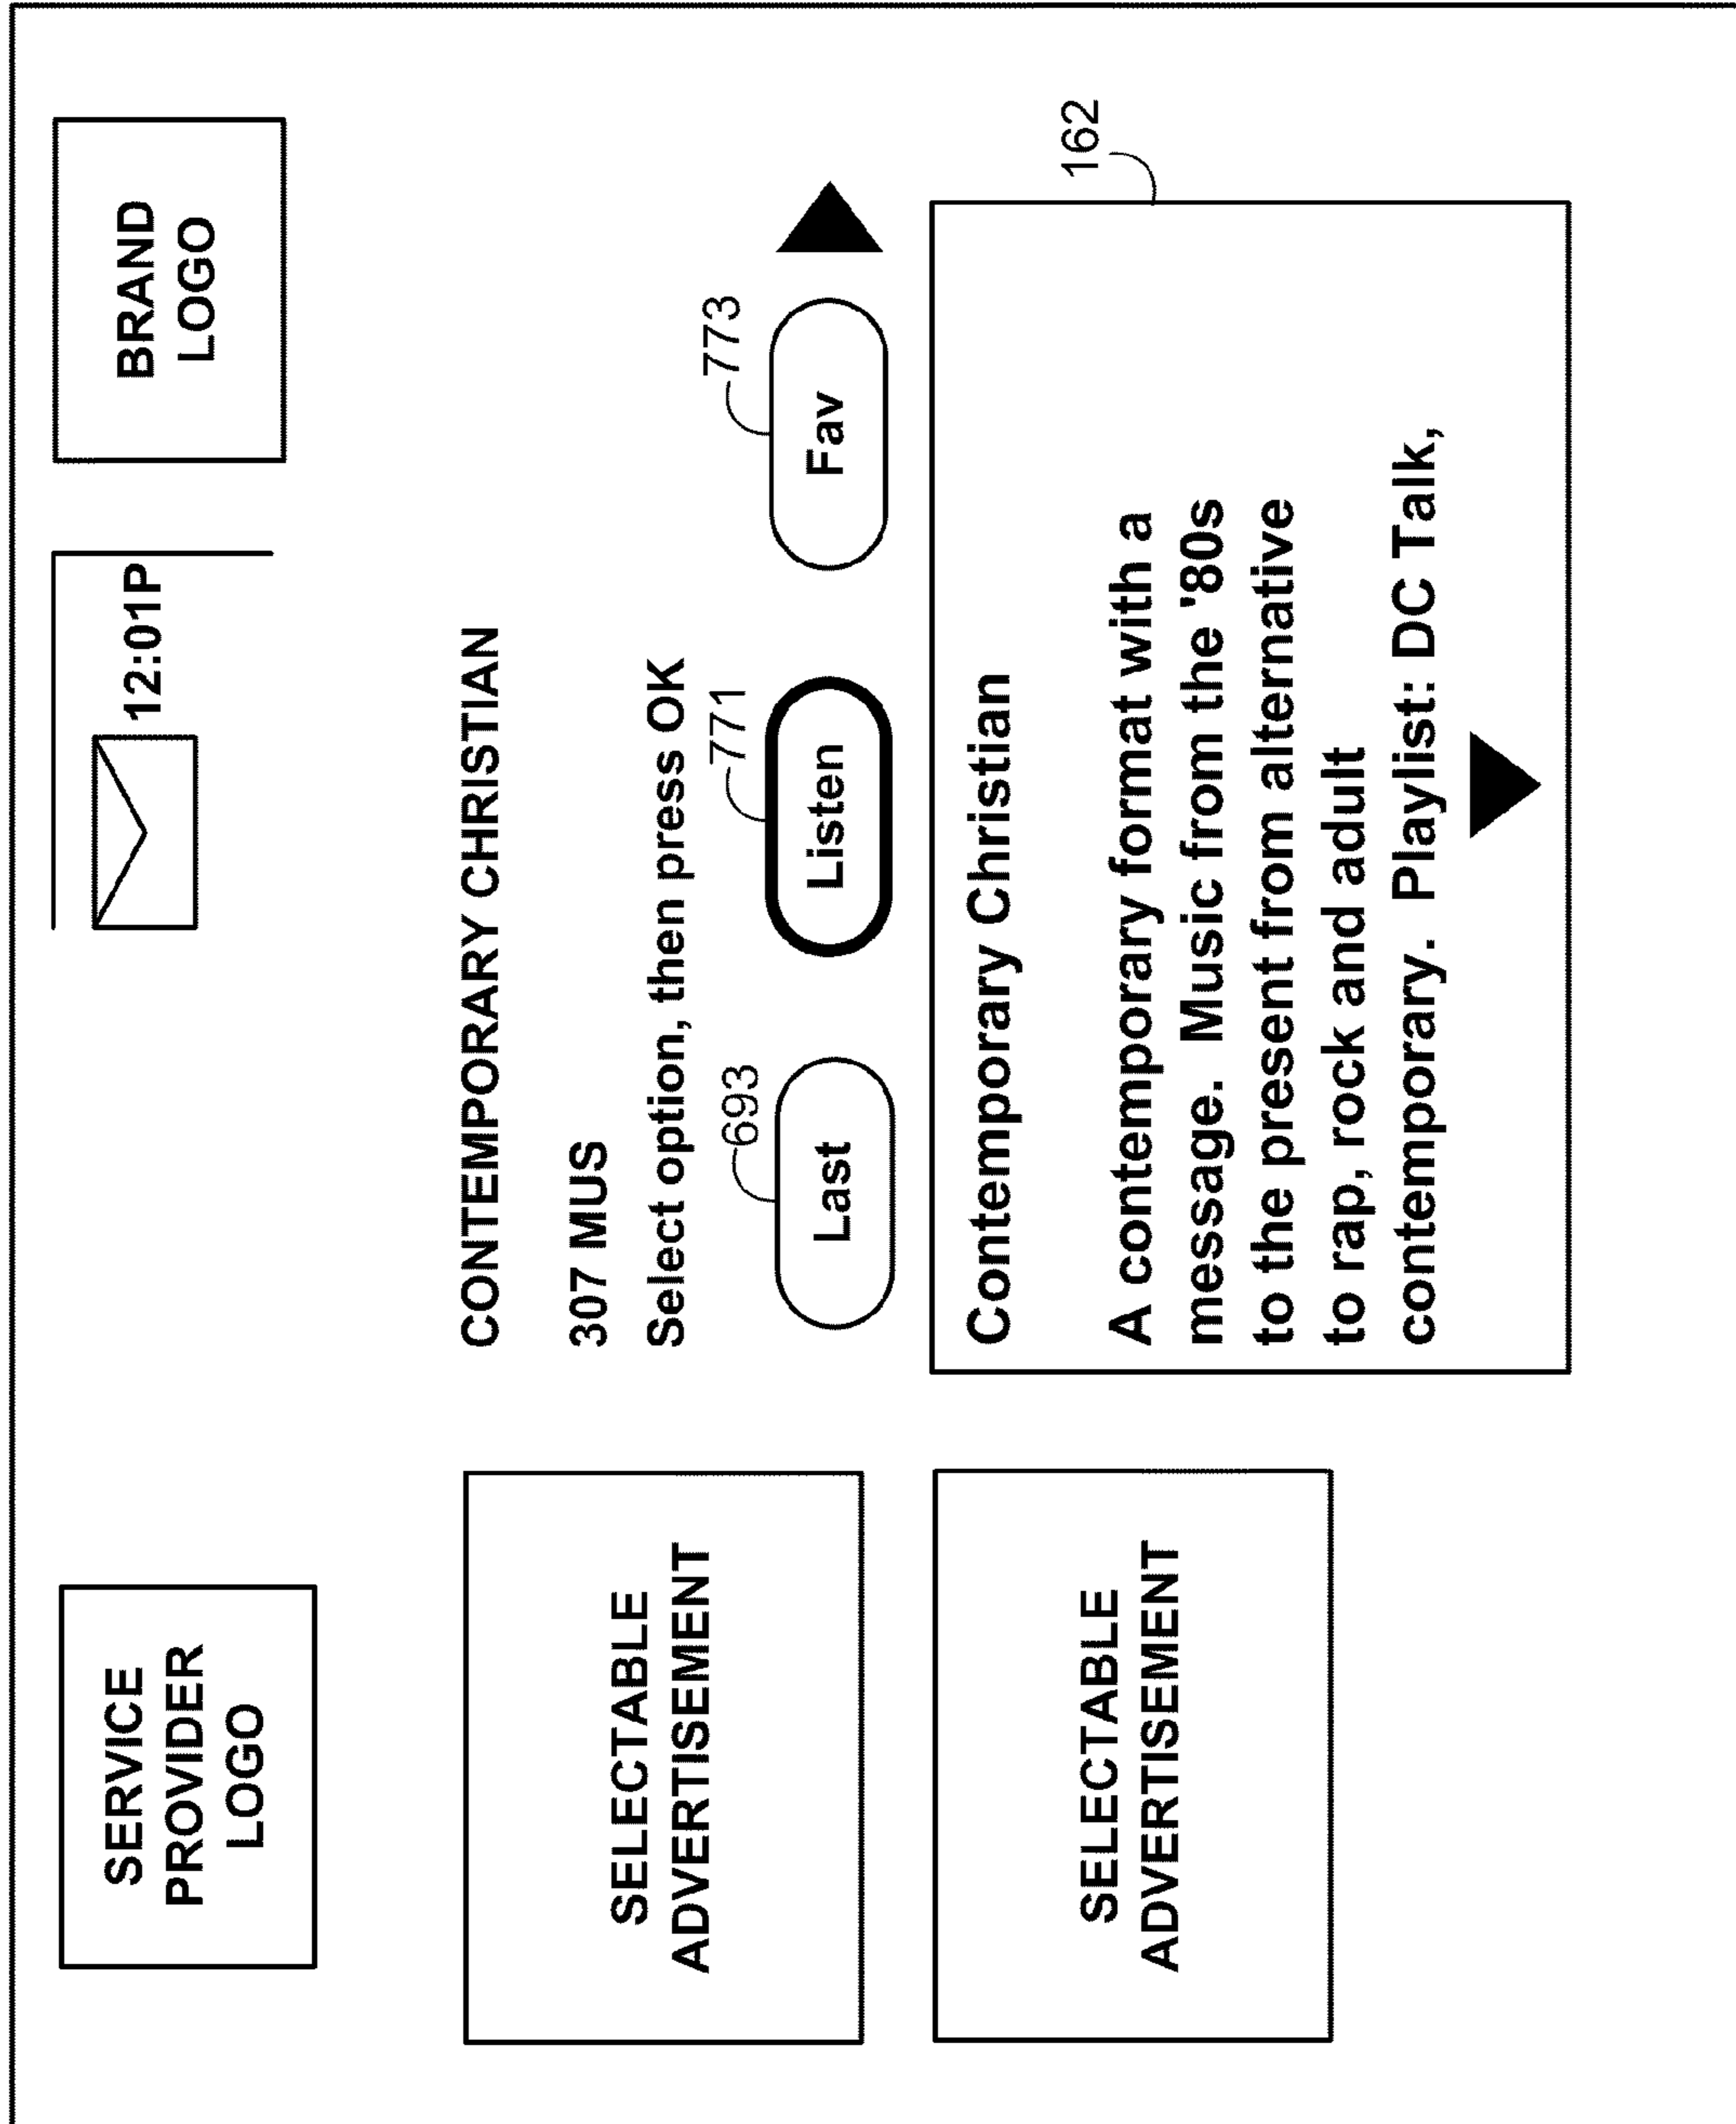 SERVICE
PROVIDER
LOGO
12:01P
BRAND
LOGO
SELECTABLE
ADVERTISEMENT
SELECTABLE
ADVERTISEMENT
CONTEMPORARY CHRISTIAN
307 MUS
Select option, then press OK
693
771
773
Last
Listen
Fav
162
Contemporary Christian
A contemporary format with a
message. Music from the '80s
to the present from alternative
to rap, rock and adult
contemporary. Playlist: DC Talk,